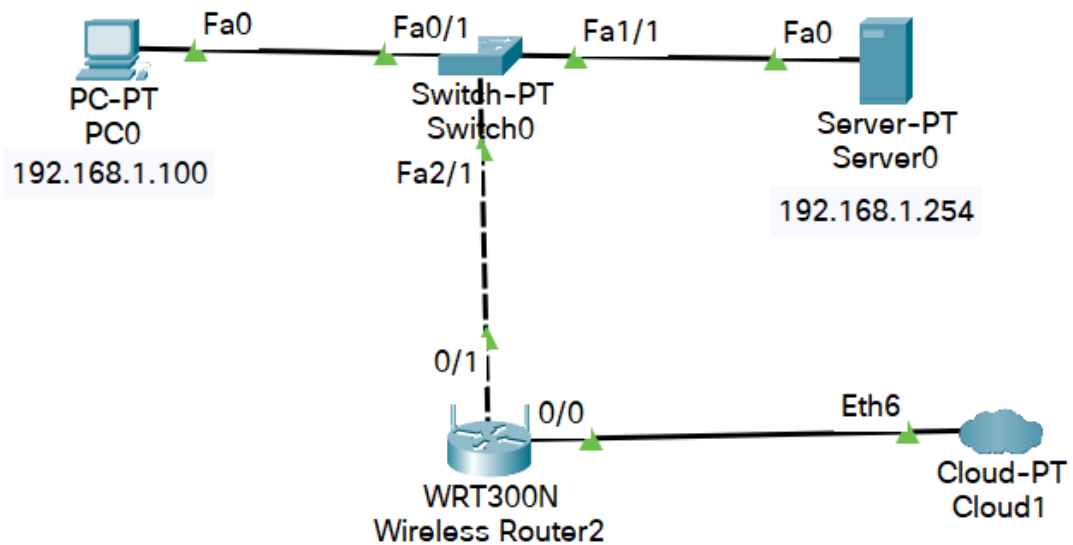 Fa0
Fa0/1
Fa1/1
Fa0
PC-PT
PC0
192.168.1.100
Switch-PT
Switch0
Server-PT
Server0
192.168.1.254
Fa2/1
0/1
0/0
Eth6
WRT300N
Wireless Router2
Cloud-PT
Cloud1